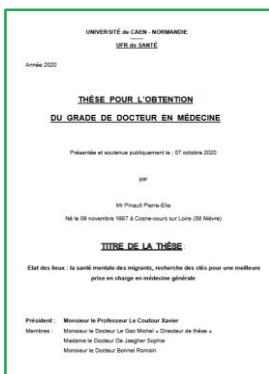 UNIVERSITÉ de CAEN - NORMANDIE
UFR de SANTÉ
Année 2020
THÈSE POUR L'OBTENTION
DU GRADE DE DOCTEUR EN MÉDECINE
Présentée et soutenue publiquement le : 07 octobre 2020
par
Mr Pinault Pierre-Elie
Né le 09 novembre 1987 à Cosne-cours sur Loire (58 Nièvre)
TITRE DE LA THÈSE :
Etat des lieux : la santé mentale des migrants, recherche des clés pour une meilleure
prise en charge en médecine générale
Président : Monsieur le Professeur Le Coutour Xavier
Membres : Monsieur le Docteur Le Gac Michel « Directeur de thèse »
Madame le Docteur De Jaegher Sophie
Monsieur le Docteur Bonnel Romain